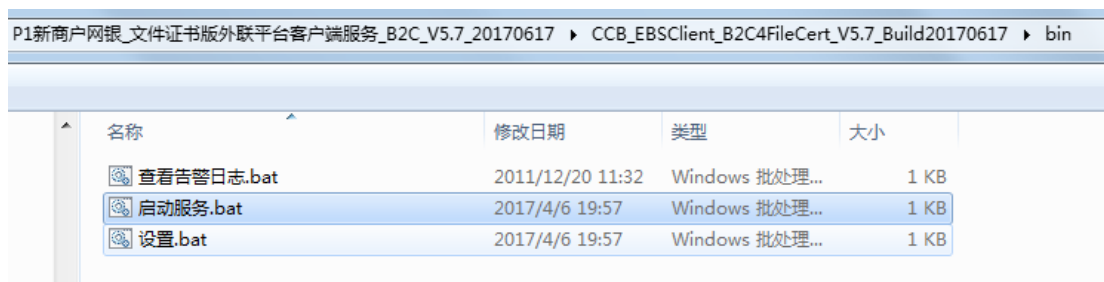 P1新商户网银_文件证书版外联平台客户端服务_B2C_V5.7_20170617 ▸ CCB_EBSClient_B2C4FileCert_V5.7_Build20170617 ▸ bin
名称 修改日期 类型 大小
查看告警日志.bat 2011/12/20 11:32 Windows 批处理... 1 KB
启动服务.bat 2017/4/6 19:57 Windows 批处理... 1 KB
设置.bat 2017/4/6 19:57 Windows 批处理... 1 KB